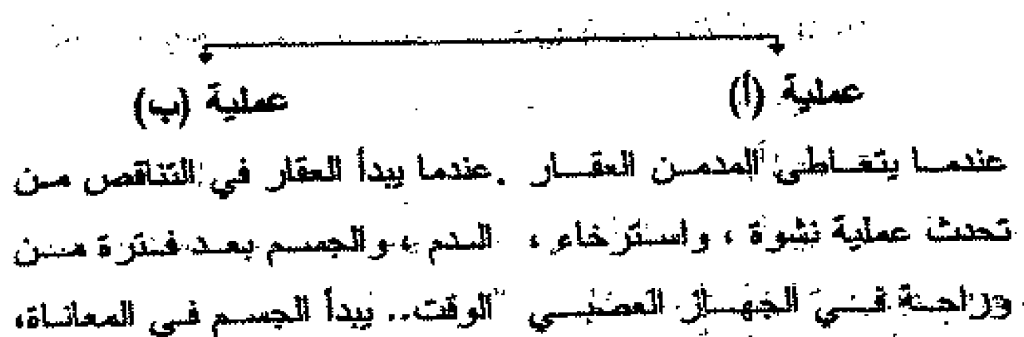 عملية (أ)
عندما يتعاطى المدمن العقار
تحدث عملية نشوة ، واسترخاء ،
وراحة في الجهاز العصبي
عملية (ب)
عندما يبدأ العقار في التناقص من
الدم ، والجسم بعد فترة من
الوقت.. يبدأ الجسم في المعاناة،